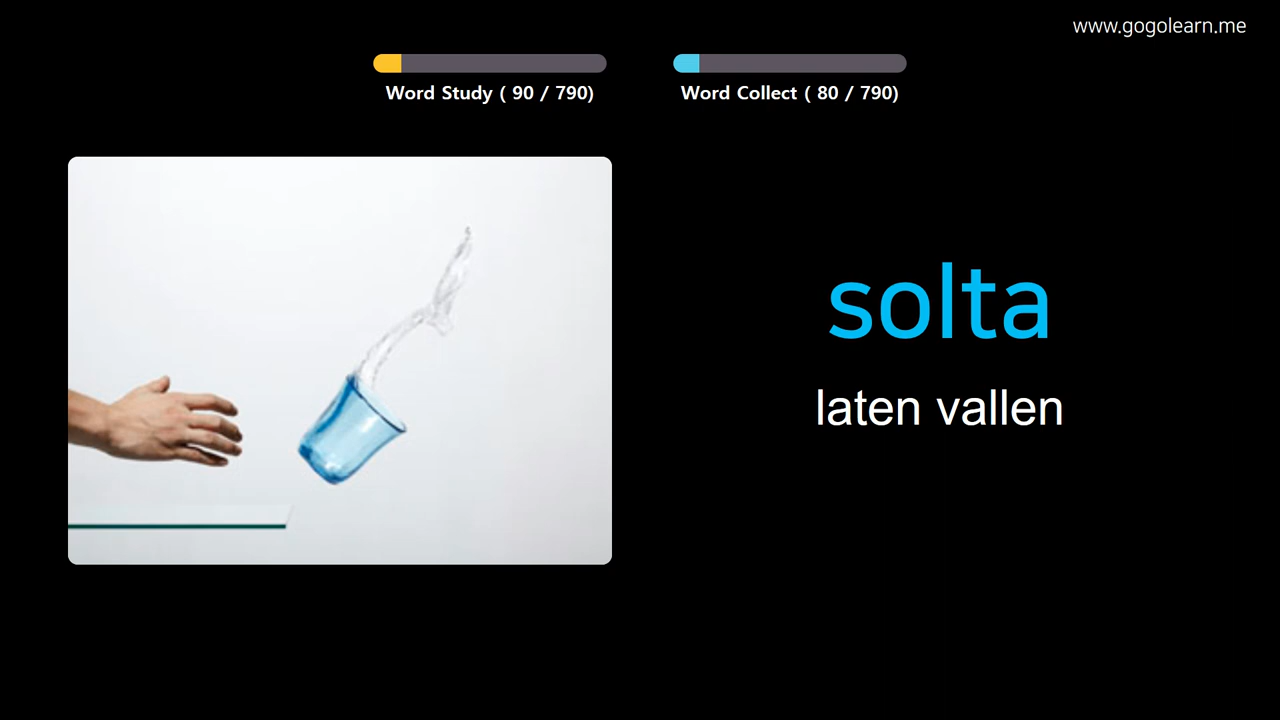 www.gogolearn.me
Word Study ( 90 / 790)
Word Collect ( 80 / 790)
solta
laten vallen